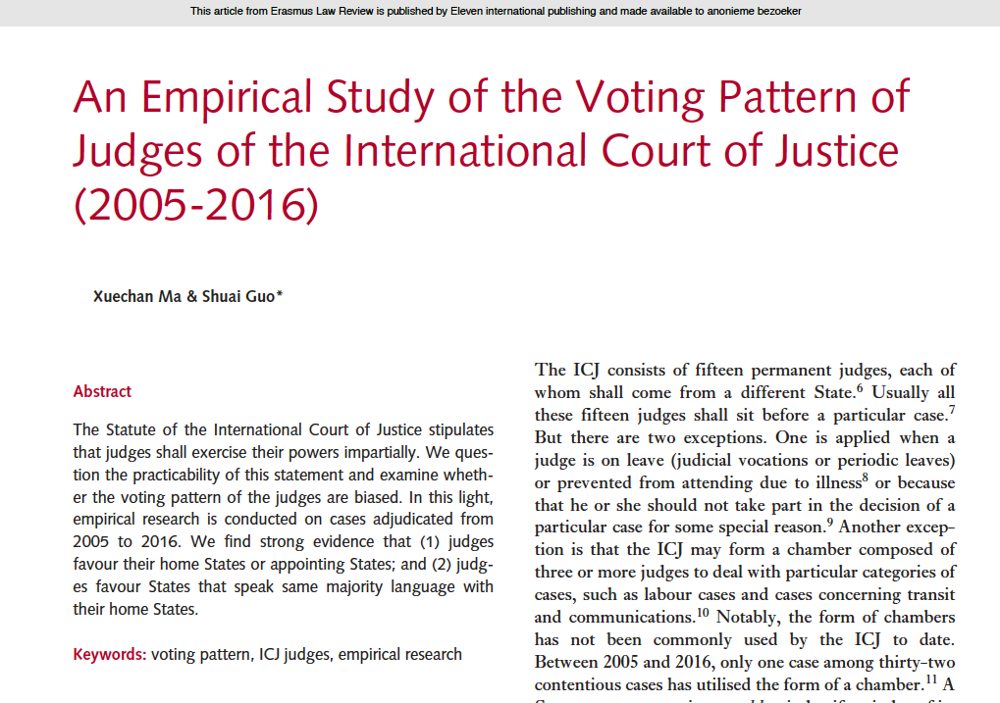 This article from Erasmus Law Review is published by Eleven international publishing and made available to anonieme bezoeker
An Empirical Study of the Voting Pattern of
Judges of the International Court of Justice
(2005-2016)
Xuechan Ma & Shuai Guo*
Abstract
The Statute of the International Court of Justice stipulates
that judges shall exercise their powers impartially. We ques-
tion the practicability of this statement and examine wheth-
er the voting pattern of the judges are biased. In this light,
empirical research is conducted on cases adjudicated from
2005 to 2016. We find strong evidence that (1) judges
favour their home States or appointing States; and (2) judg-
es favour States that speak same majority language with
their home States.
Keywords: voting pattern, ICJ judges, empirical research
The ICJ consists of fifteen permanent judges, each of
whom shall come from a different State.6 Usually all
these fifteen judges shall sit before a particular case.7
But there are two exceptions. One is applied when a
judge is on leave (judicial vocations or periodic leaves)
or prevented from attending due to illness8 or because
that he or she should not take part in the decision of a
particular case for some special reason.9 Another excep-
tion is that the ICJ may form a chamber composed of
three or more judges to deal with particular categories of
cases, such as labour cases and cases concerning transit
and communications.10 Notably, the form of chambers
has not been commonly used by the ICJ to date.
Between 2005 and 2016, only one case among thirty-two
contentious cases has utilised the form of a chamber.11 A